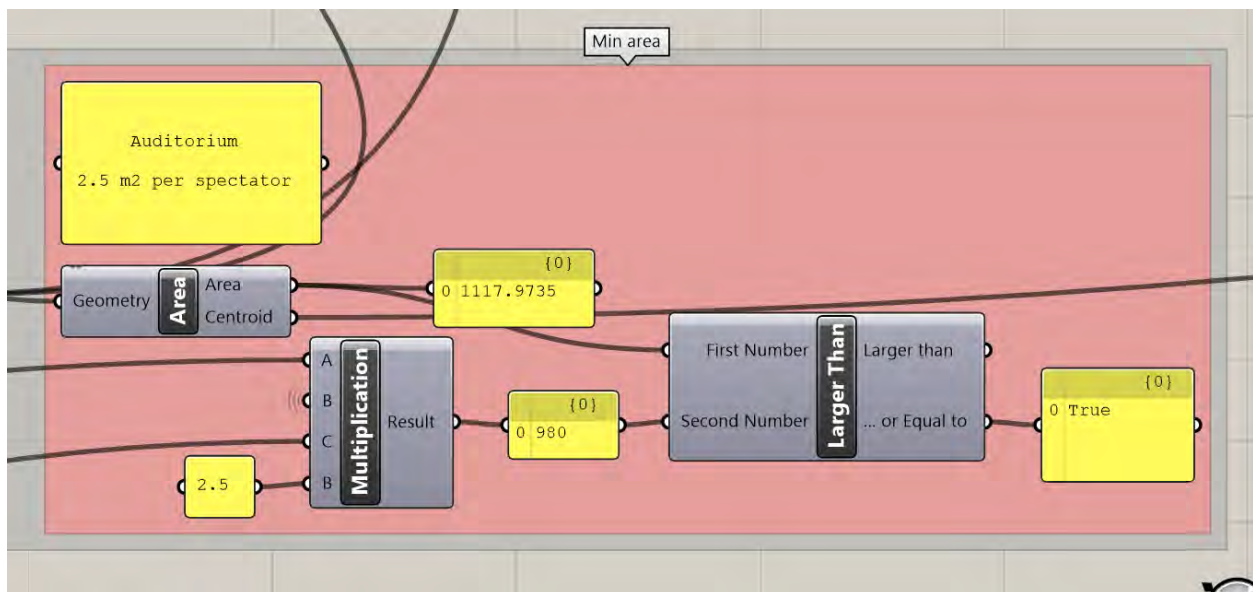 Min area
Auditorium
2.5 m2 per spectator
Geometry
Area
Area
Centroid
{0}
0 1117.9735
A
B
C
B
Multiplication
Result
2.5
{0}
0 980
First Number
Second Number
Larger Than
Larger than
... or Equal to
{0}
0 True